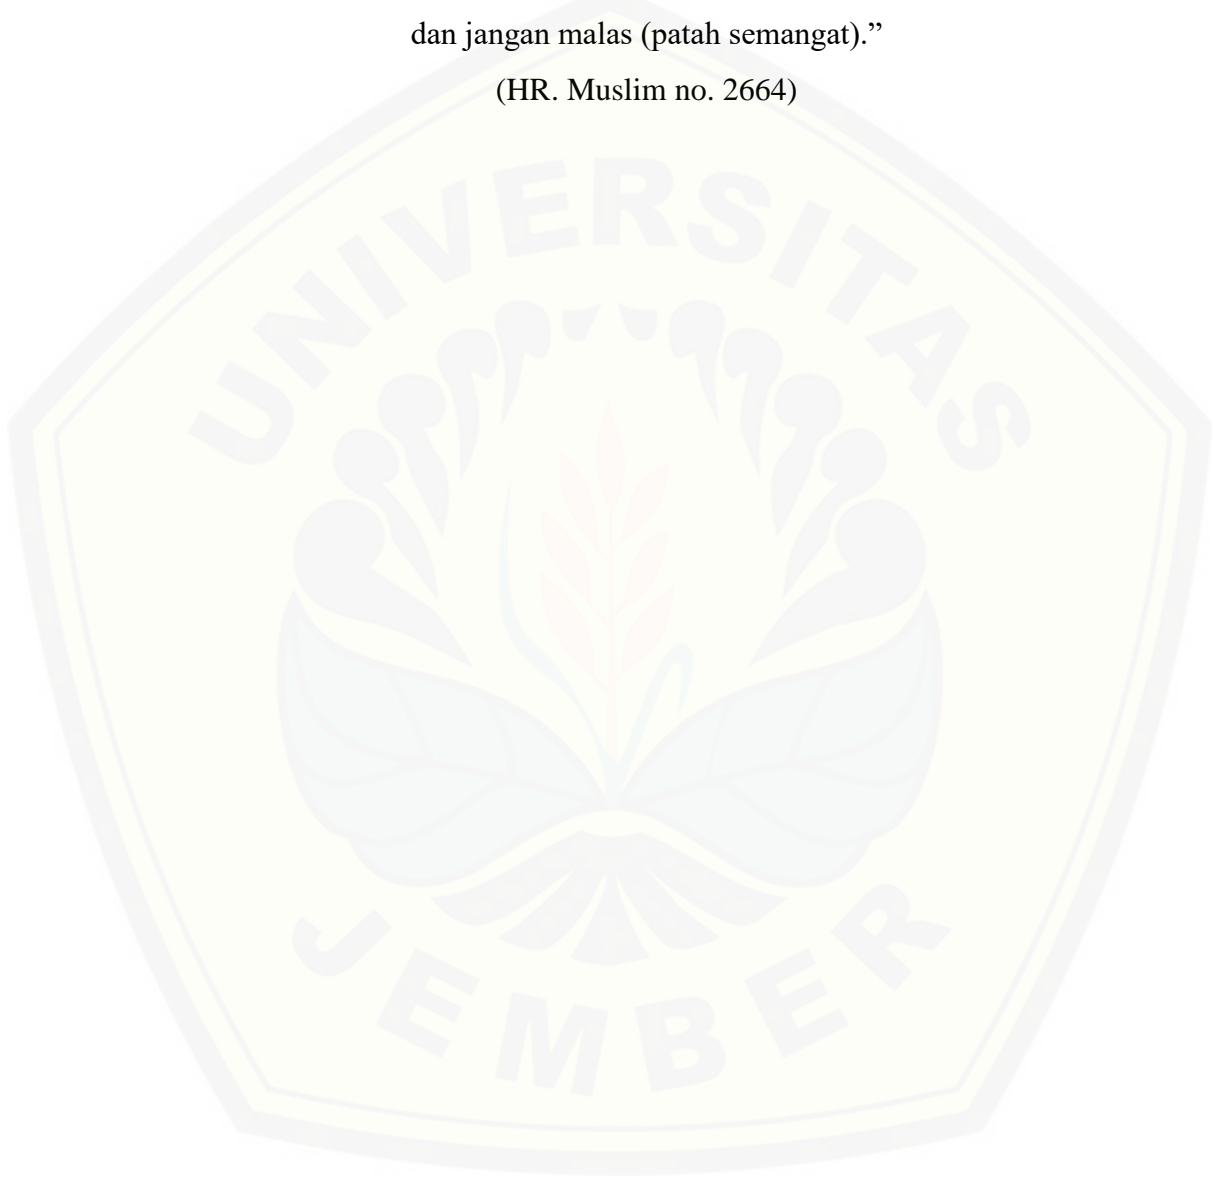 dan jangan malas (patah semangat).”
(HR. Muslim no. 2664)
UNIVERSITAS
JEMBER